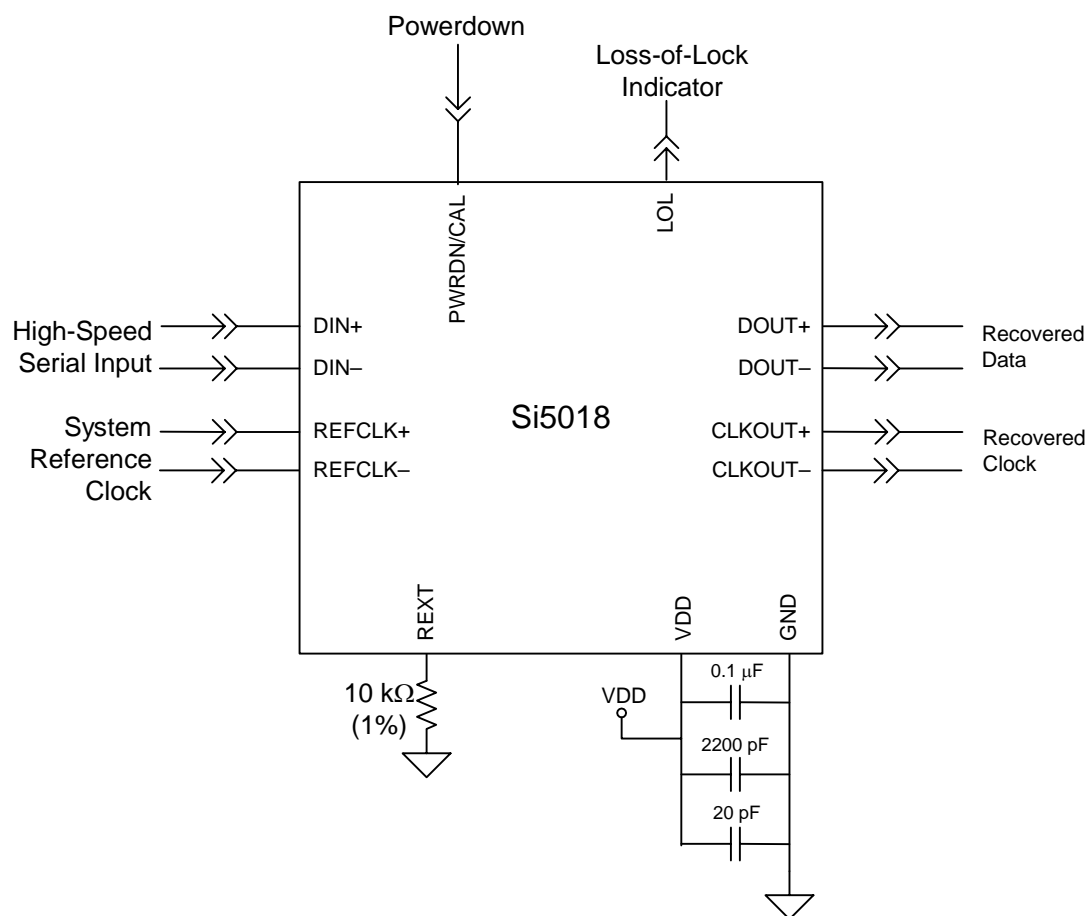 Powerdown
Loss-of-Lock
Indicator
PWRDN/CAL
LOL
High-Speed
Serial Input
DIN+
DIN–
System
Reference
Clock
REFCLK+
REFCLK–
Si5018
DOUT+
DOUT–
Recovered
Data
CLKOUT+
CLKOUT–
Recovered
Clock
REXT
VDD
GND
10 kΩ
(1%)
VDD
0.1 μF
2200 pF
20 pF